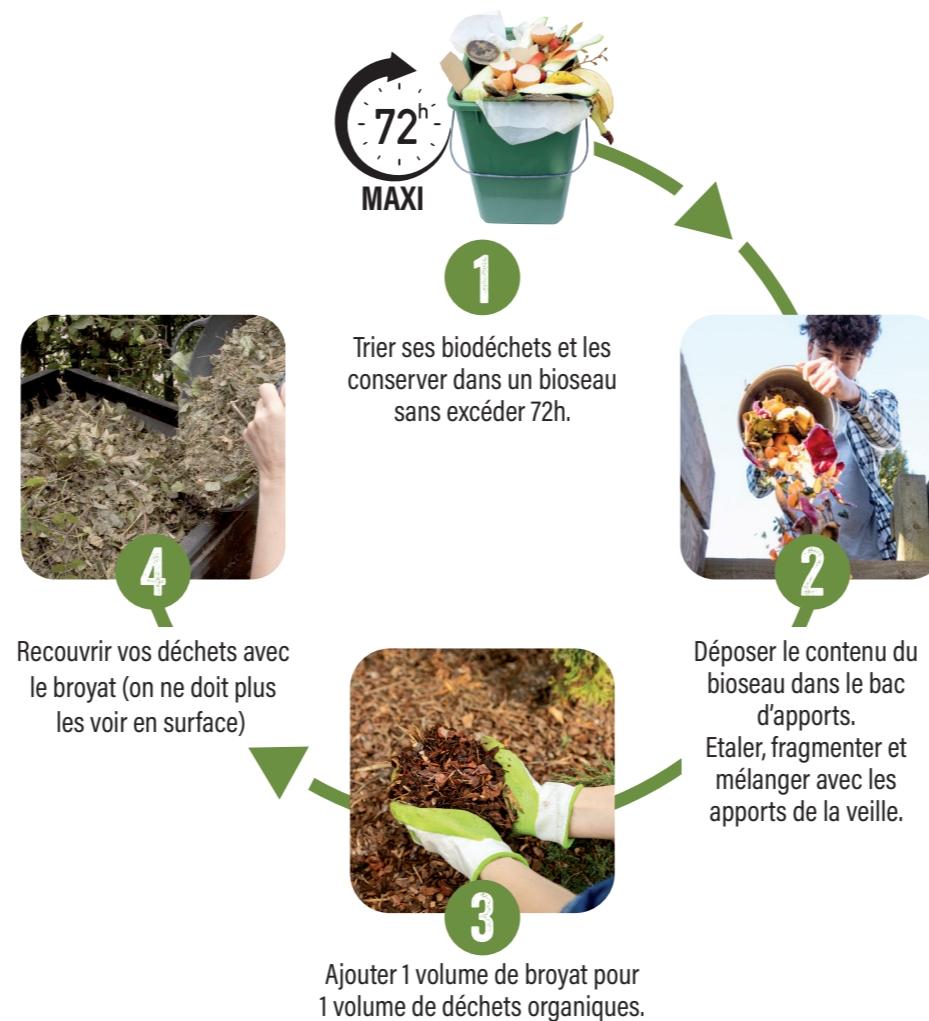 72h
MAXI
1
Trier ses biodéchets et les
conserver dans un bioseau
sans excéder 72h.
2
Déposer le contenu du
bioseau dans le bac
d'apports.
Etaler, fragmenter et
mélanger avec les
apports de la veille.
3
Ajouter 1 volume de broyat pour
1 volume de déchets organiques.
4
Recouvrir vos déchets avec
le broyat (on ne doit plus
les voir en surface)